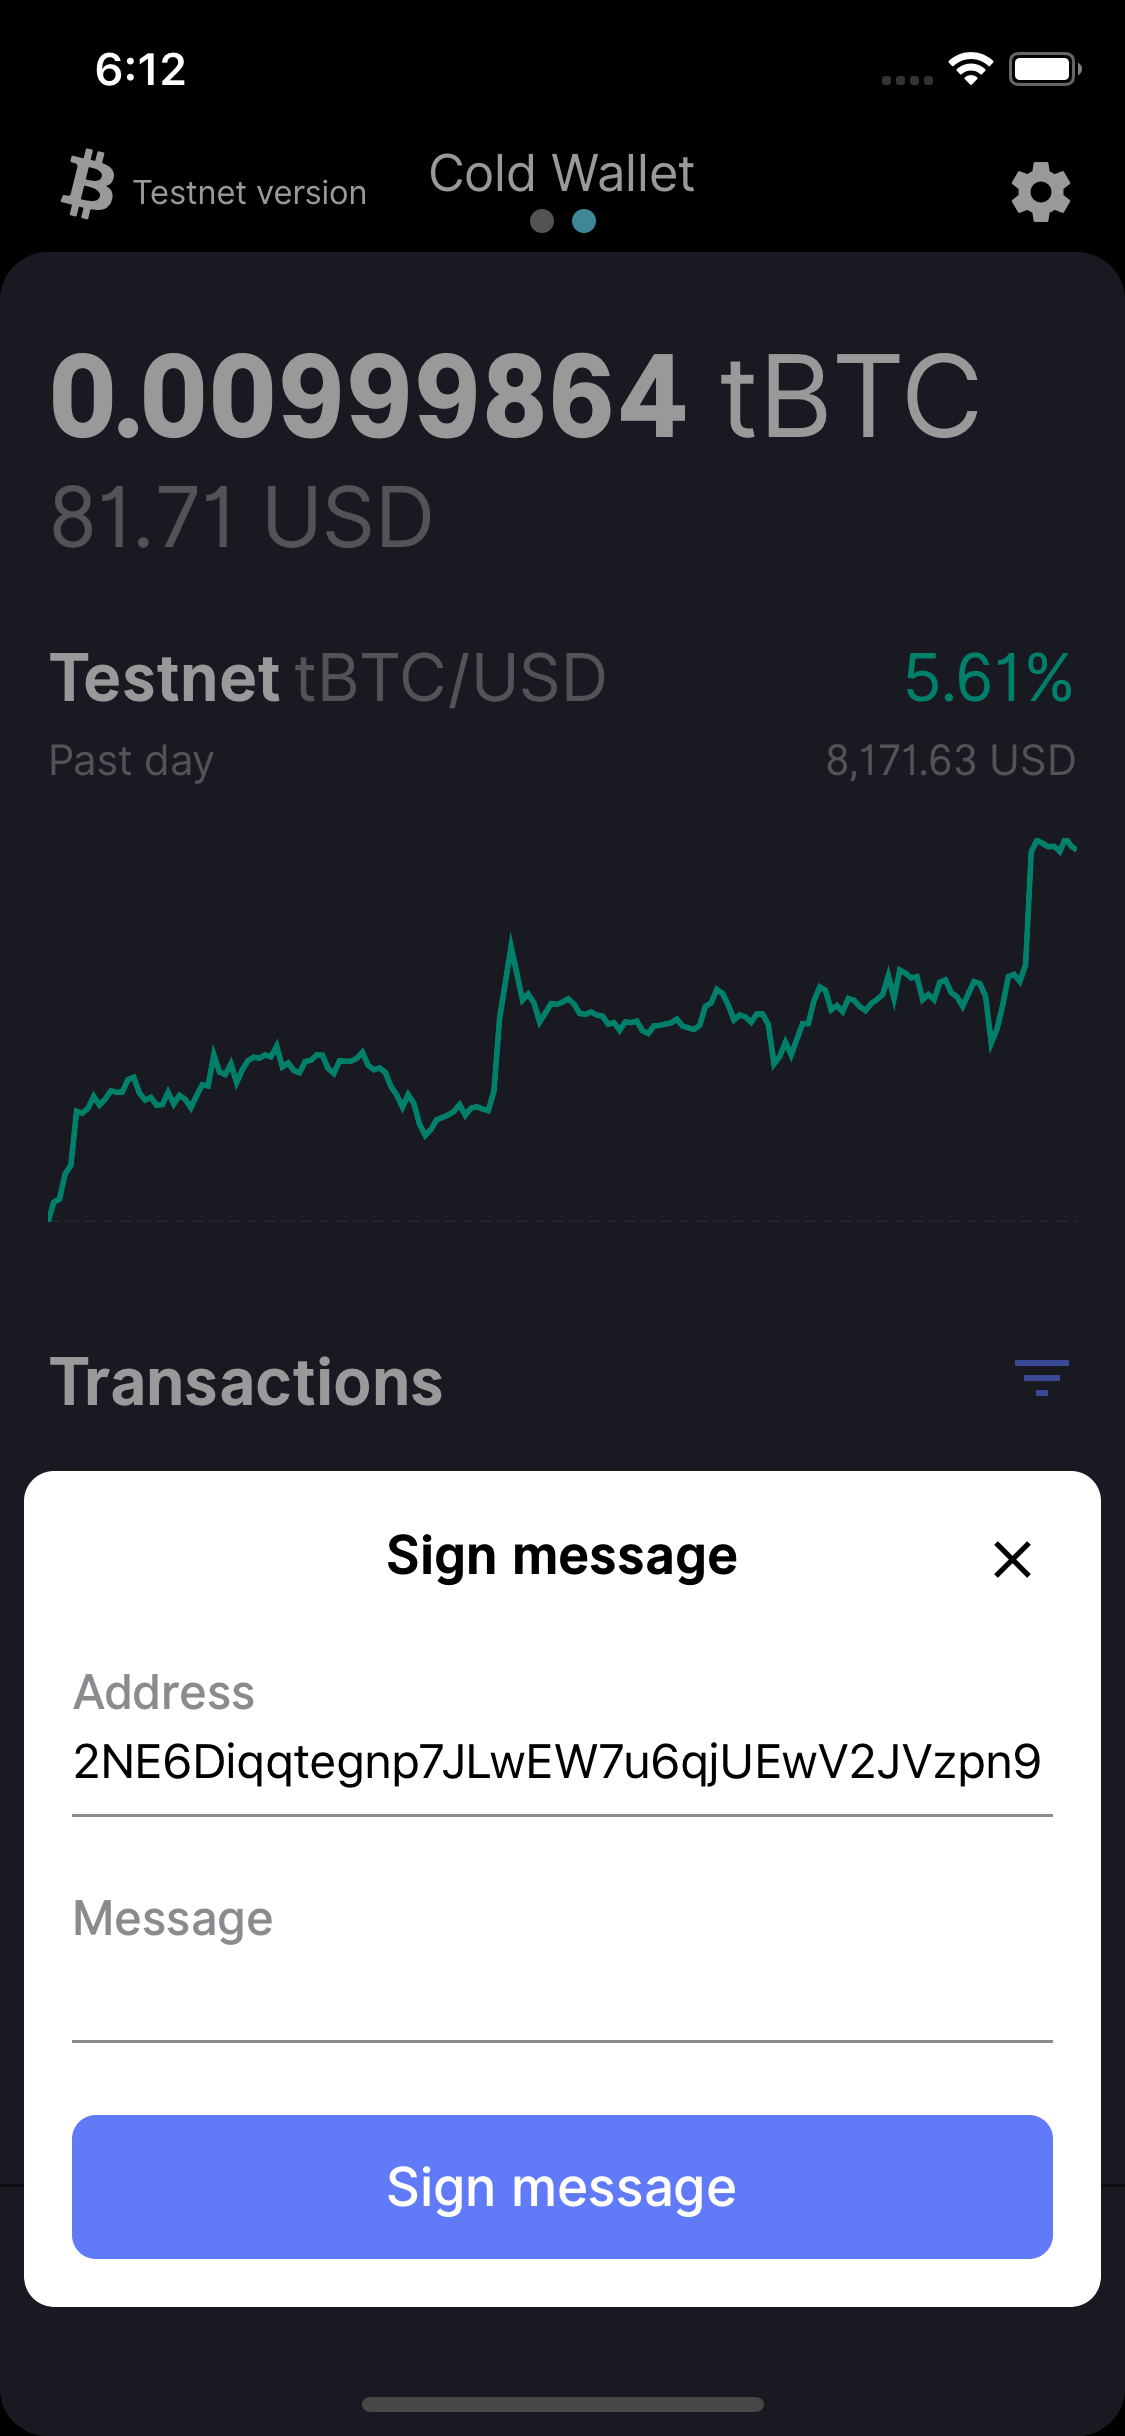 6:12
Testnet version
Cold Wallet
0.00999864 tBTC
81.71 USD
Testnet tBTC/USD
5.61%
Past day
8,171.63 USD
Transactions
Sign message
Address
2NE6Diqqtegnp7JLwEW7u6qjUEwV2JVzpn9
Message
Sign message